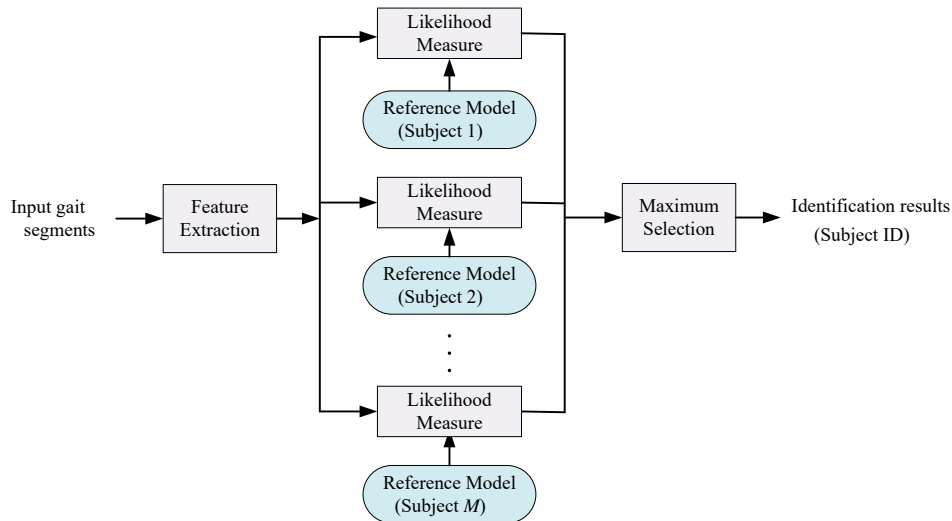 Likelihood
Measure
Reference Model
(Subject 1)
Input gait
segments
Feature
Extraction
Likelihood
Measure
Reference Model
(Subject 2)
Maximum
Selection
Identification results
(Subject ID)
Likelihood
Measure
Reference Model
(Subject M)